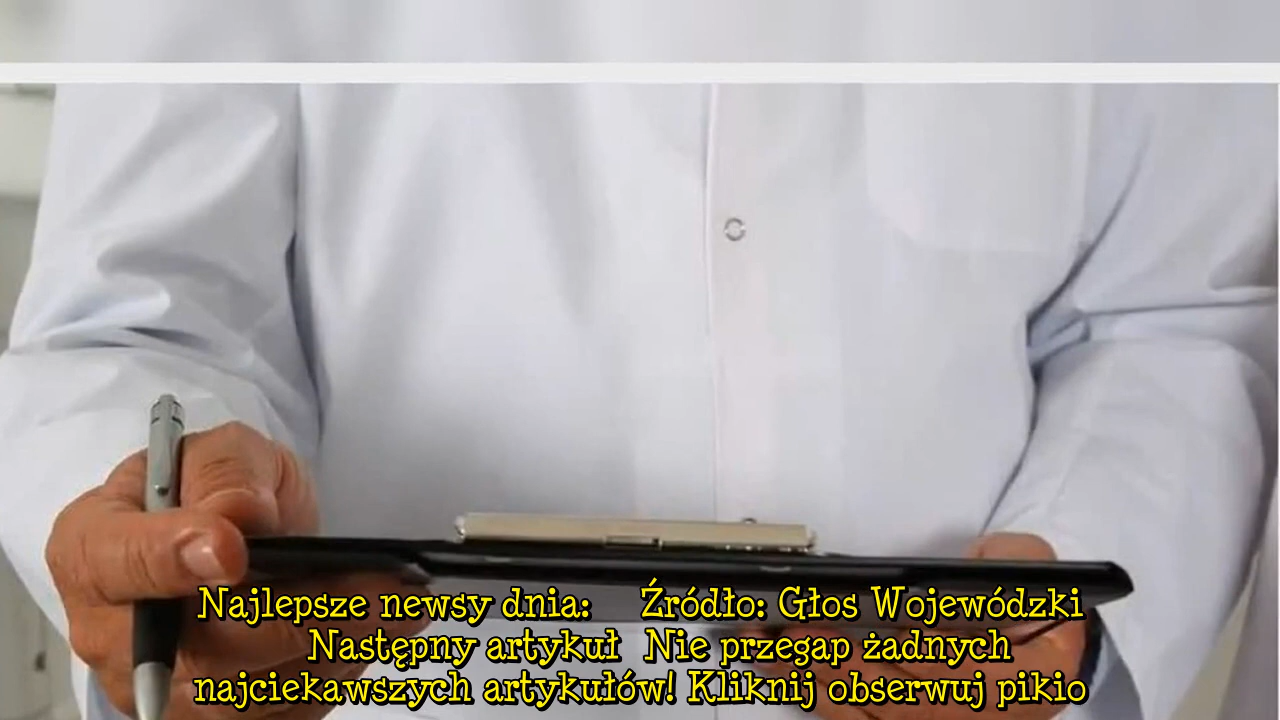 Najlepsze newsy dnia: Źródło: Głos Wojewódzki
Następny artykuł Nie przegap żadnych
najciekawszych artykułów! Kliknij obserwuj pikio